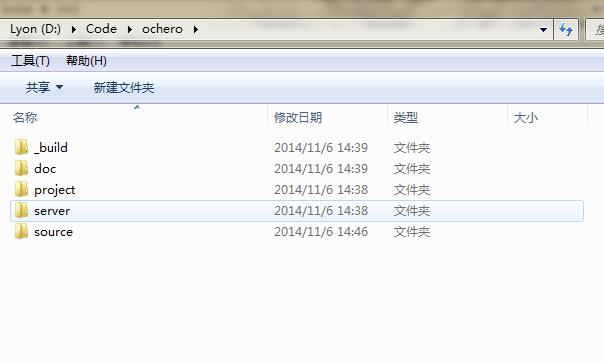 Lyon (D:) ▸ Code ▸ ochero ▸
工具(T) 帮助(H)
共享 新建文件夹
名称 修改日期 类型 大小
_build 2014/11/6 14:39 文件夹
doc 2014/11/6 14:39 文件夹
project 2014/11/6 14:38 文件夹
server 2014/11/6 14:38 文件夹
source 2014/11/6 14:46 文件夹